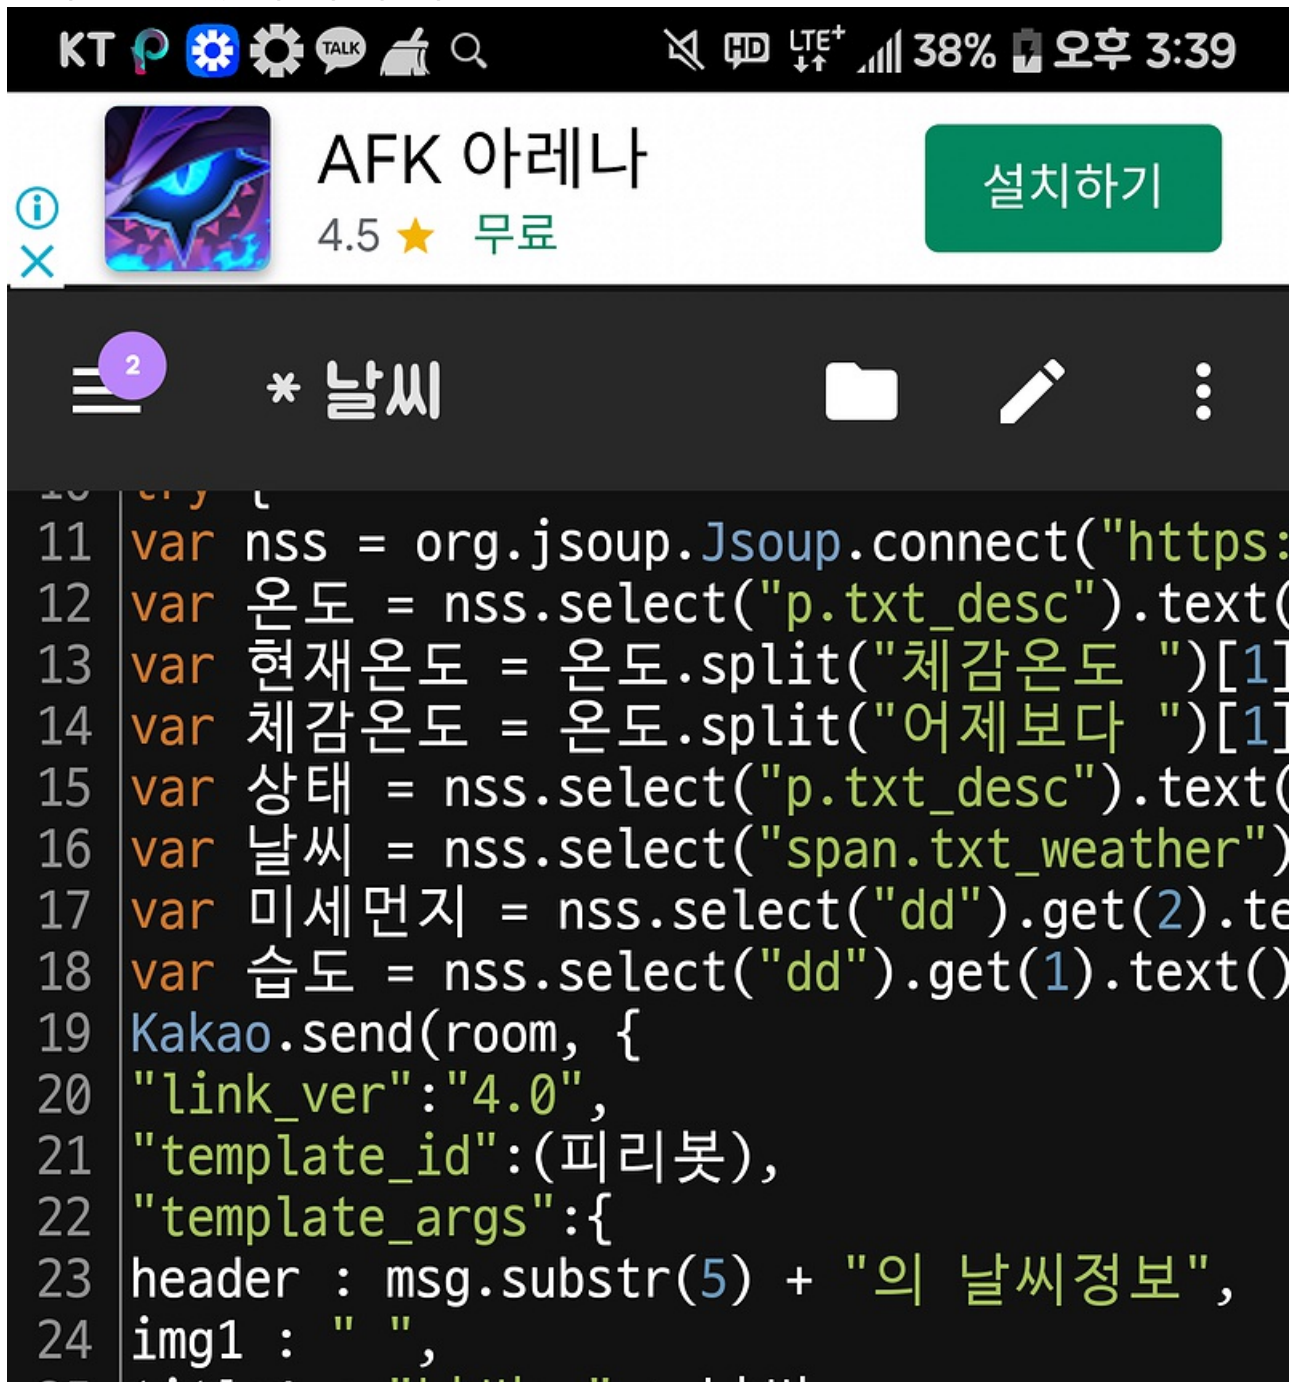 KT TALK HD LTE+ 38% 오후 3:39
AFK 아레나
4.5 ★ 무료
설치하기
2
* 날씨
10 try {
11 var nss = org.jsoup.Jsoup.connect("https:
12 var 온도 = nss.select("p.txt_desc").text(
13 var 현재온도 = 온도.split("체감온도 ")[1]
14 var 체감온도 = 온도.split("어제보다 ")[1]
15 var 상태 = nss.select("p.txt_desc").text(
16 var 날씨 = nss.select("span.txt_weather")
17 var 미세먼지 = nss.select("dd").get(2).te
18 var 습도 = nss.select("dd").get(1).text()
19 Kakao.send(room, {
20 "link_ver":"4.0",
21 "template_id":(피리봇),
22 "template_args":{
23 header : msg.substr(5) + "의 날씨정보",
24 img1 : " ",